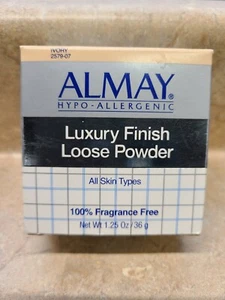 IVORY
2579-07
ALMAY®
HYPO-ALLERGENIC
Luxury Finish
Loose Powder
All Skin Types
100% Fragrance Free
Net Wt 1.25 Oz/36 g